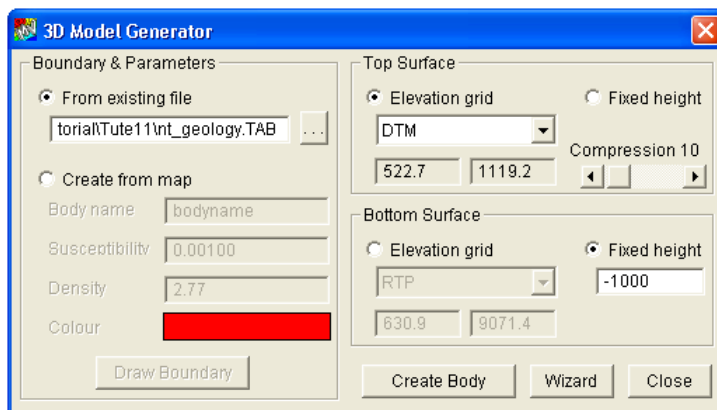 3D Model Generator
Boundary & Parameters
From existing file
torial\Tute11\nt_geology.TAB
...
Create from map
Body name bodyname
Susceptibility 0.00100
Density 2.77
Colour
Draw Boundary
Top Surface
Elevation grid Fixed height
DTM
Compression 10
522.7 1119.2
Bottom Surface
Elevation grid Fixed height
RTP -1000
630.9 9071.4
Create Body Wizard Close